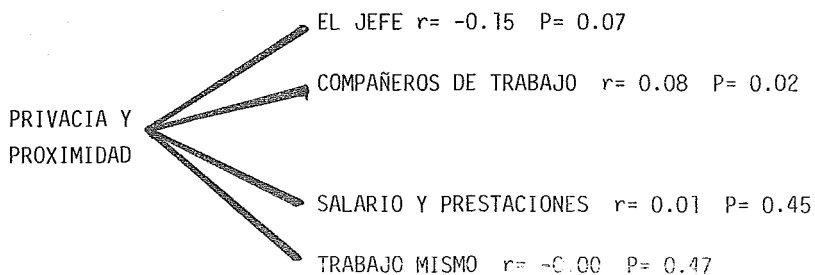 EL JEFE r= -0.15 P= 0.07
COMPAÑEROS DE TRABAJO r= 0.08 P= 0.02
PRIVACIA Y
PROXIMIDAD
SALARIO Y PRESTACIONES r= 0.01 P= 0.45
TRABAJO MISMO r= -0.00 P= 0.47